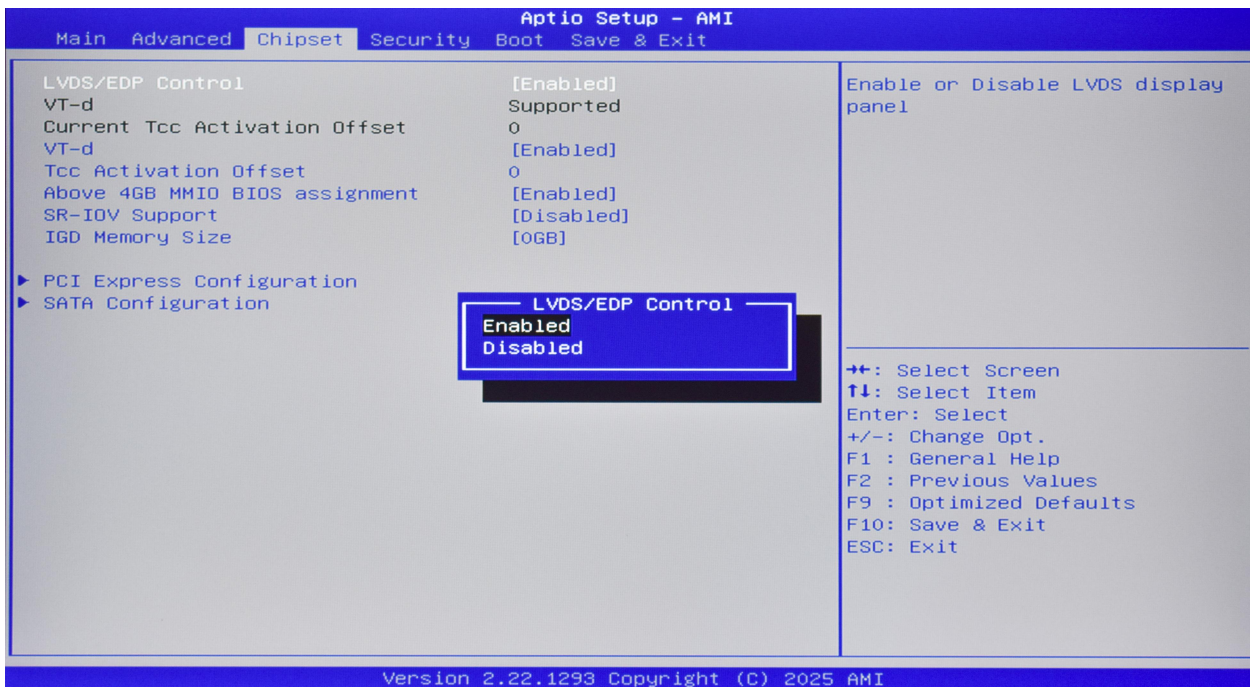 Aptio Setup – AMI
Main Advanced Chipset Security Boot Save & Exit
LVDS/EDP Control [Enabled]
VT-d Supported
Current Tcc Activation Offset 0
VT-d [Enabled]
Tcc Activation Offset 0
Above 4GB MMIO BIOS assignment [Enabled]
SR-IOV Support [Disabled]
IGD Memory Size [0GB]
▶ PCI Express Configuration
▶ SATA Configuration
LVDS/EDP Control
Enabled
Disabled
Enable or Disable LVDS display
panel
→←: Select Screen
↑↓: Select Item
Enter: Select
+/-: Change Opt.
F1 : General Help
F2 : Previous Values
F9 : Optimized Defaults
F10: Save & Exit
ESC: Exit
Version 2.22.1293 Copyright (C) 2025 AMI